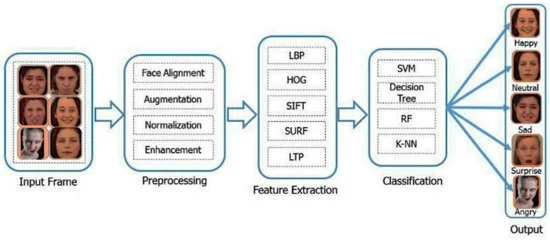 Face Alignment
Augmentation
Normalization
Enhancement
LBP
HOG
SIFT
SURF
LTP
SVM
Decision
Tree
RF
K-NN
Happy
Neutral
Sad
Surprise
Angry
Input Frame
Preprocessing
Feature Extraction
Classification
Output